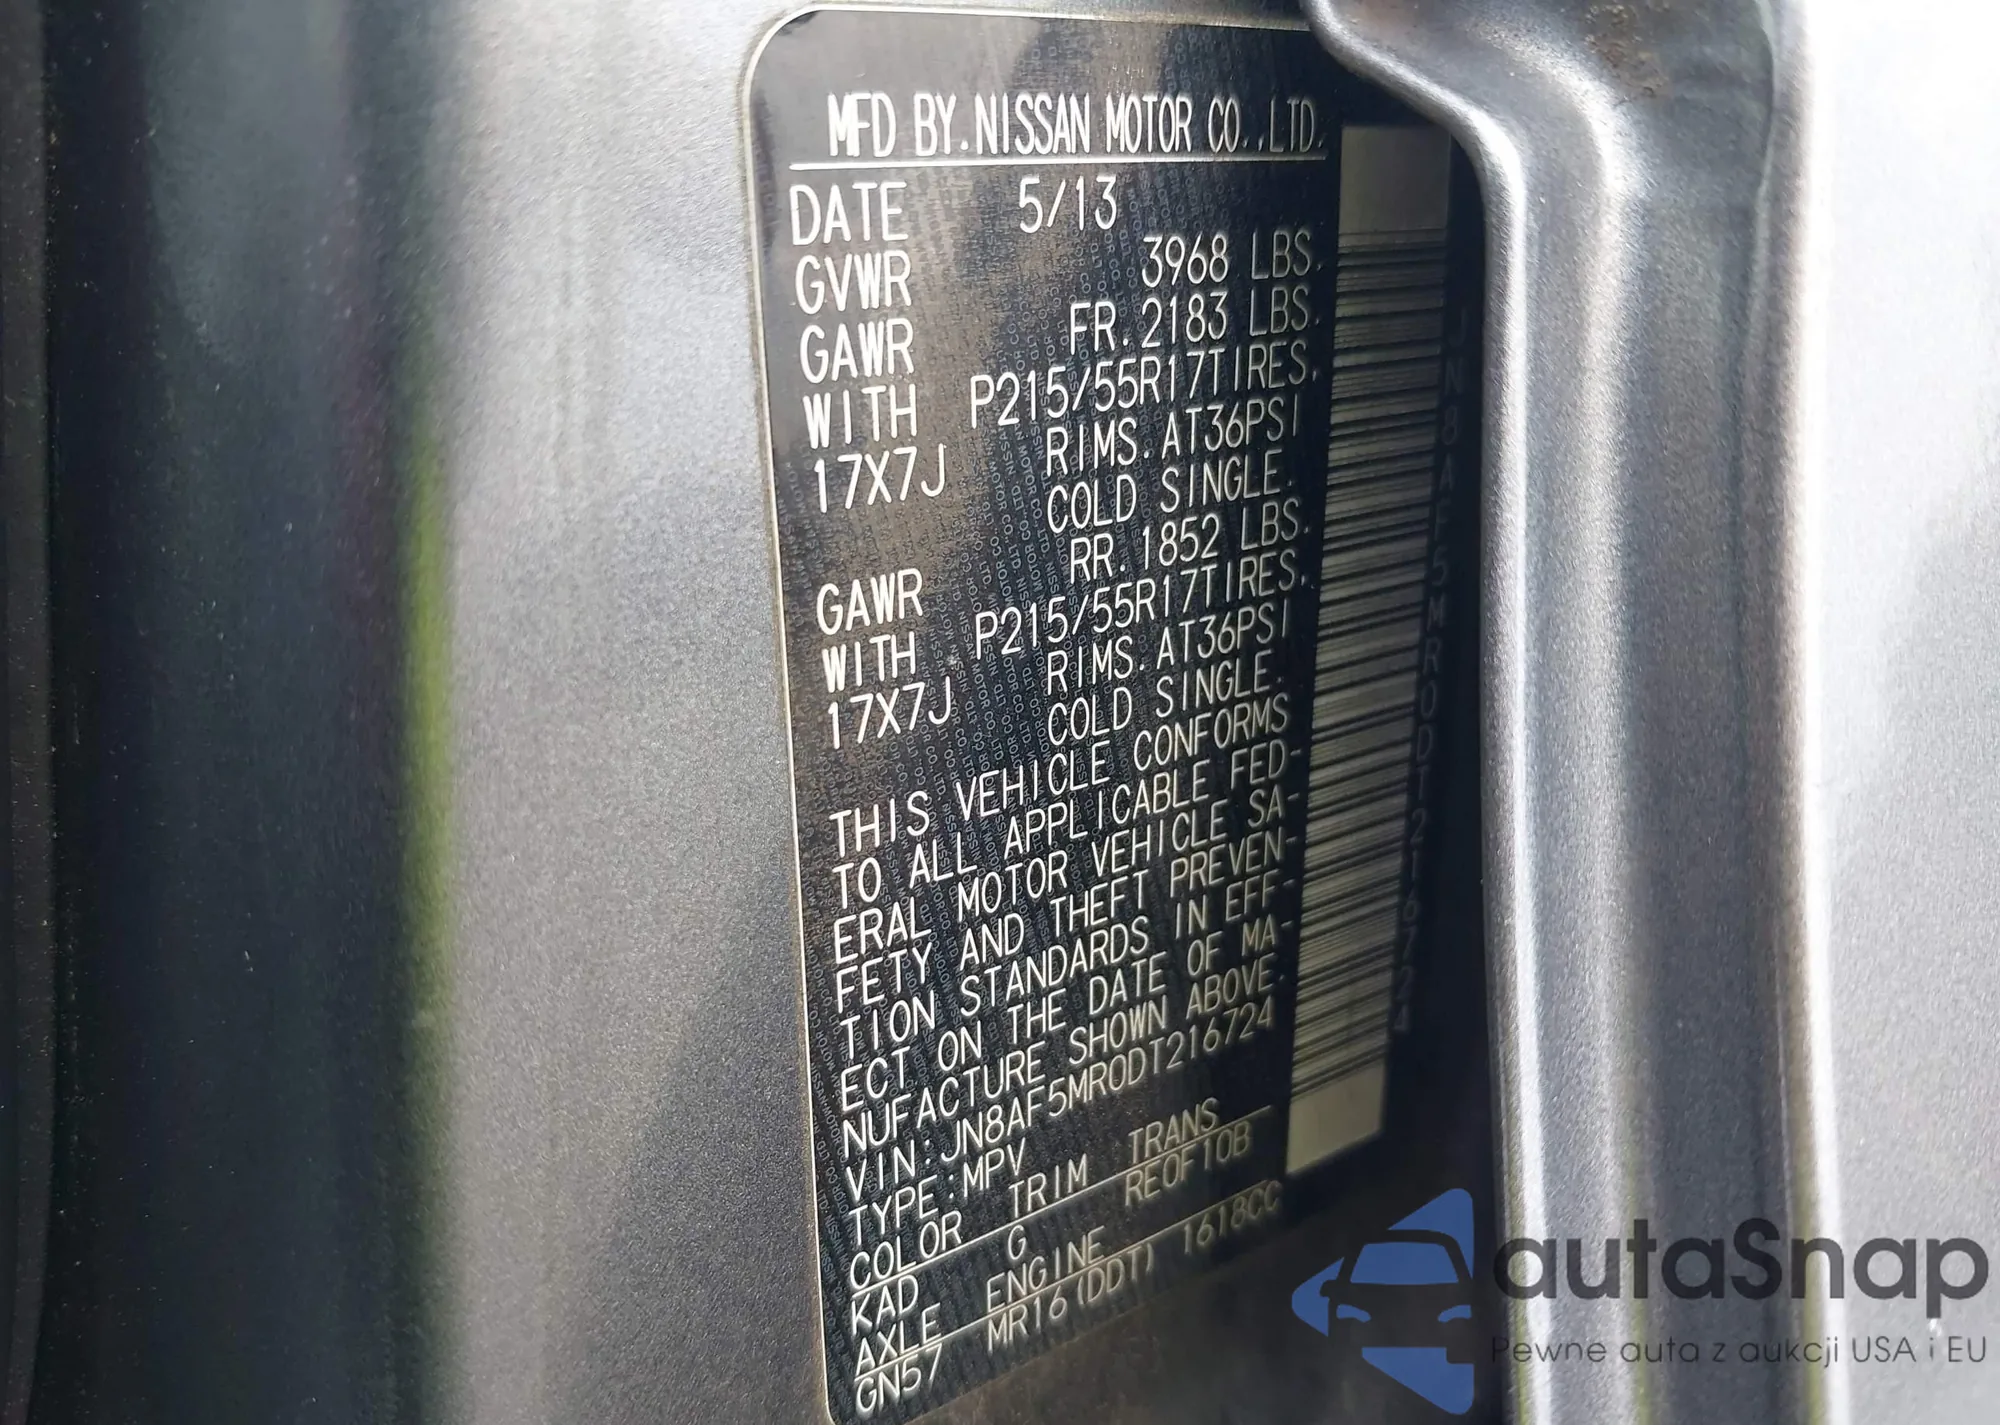 MFD BY.NISSAN MOTOR CO.,LTD.
DATE 5/13
GVWR 3968 LBS.
GAWR FR.2183 LBS.
WITH P215/55R17TIRES,
17X7J RIMS.AT36PSI
COLD SINGLE.
GAWR RR.1852 LBS.
WITH P215/55R17TIRES,
17X7J RIMS.AT36PSI
COLD SINGLE.
THIS VEHICLE CONFORMS
TO ALL APPLICABLE FED-
ERAL MOTOR VEHICLE SA-
FETY AND THEFT PREVEN-
TION STANDARDS IN EFF-
ECT ON THE DATE OF MA-
NUFACTURE SHOWN ABOVE.
VIN:JN8AF5MR0DT216724
TYPE:MPV
COLOR TRIM TRANS
KAD G RE0F10B
AXLE ENGINE
GN57 MR16(DDT) 1618CC
JN8AF5MR0DT216724
autaSnap
Pewne auta z aukcji USA i EU